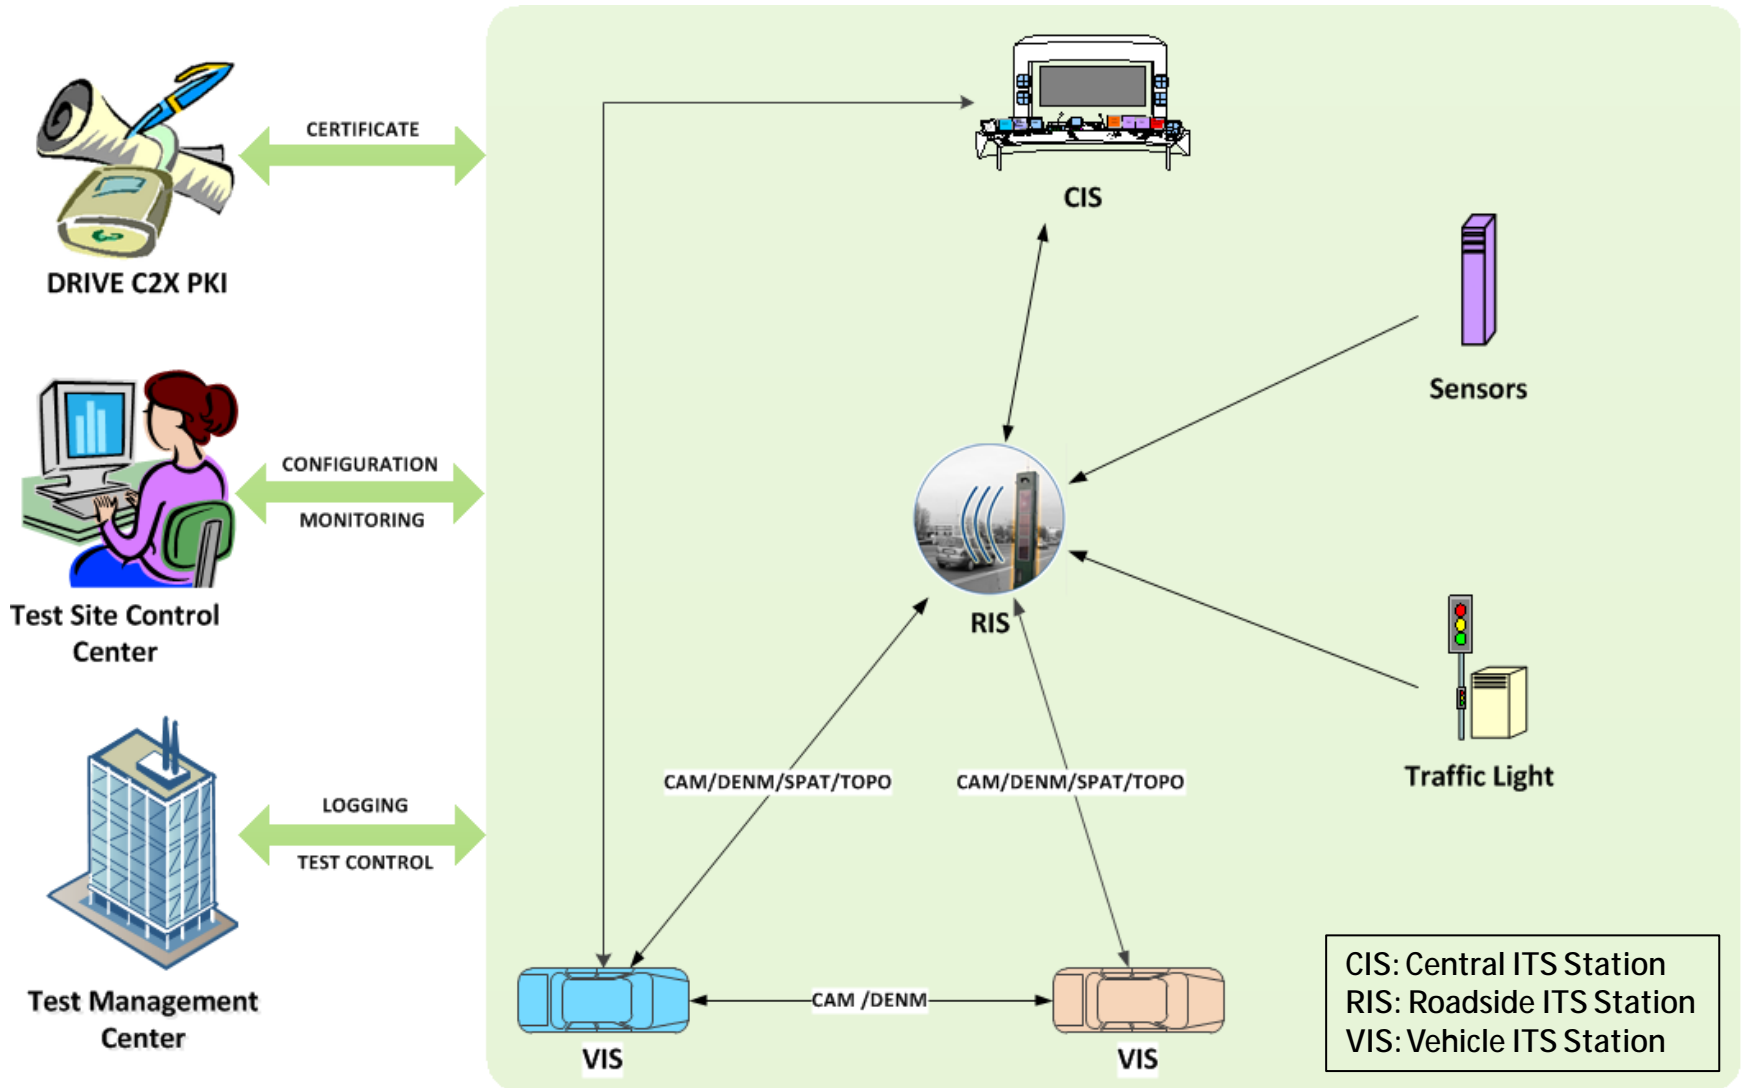 CERTIFICATE
DRIVE C2X PKI
CONFIGURATION
MONITORING
Test Site Control
Center
LOGGING
TEST CONTROL
Test Management
Center
CIS
Sensors
RIS
Traffic Light
CAM/DENM/SPAT/TOPO
CAM/DENM/SPAT/TOPO
CAM /DENM
VIS
VIS
CIS: Central ITS Station
RIS: Roadside ITS Station
VIS: Vehicle ITS Station